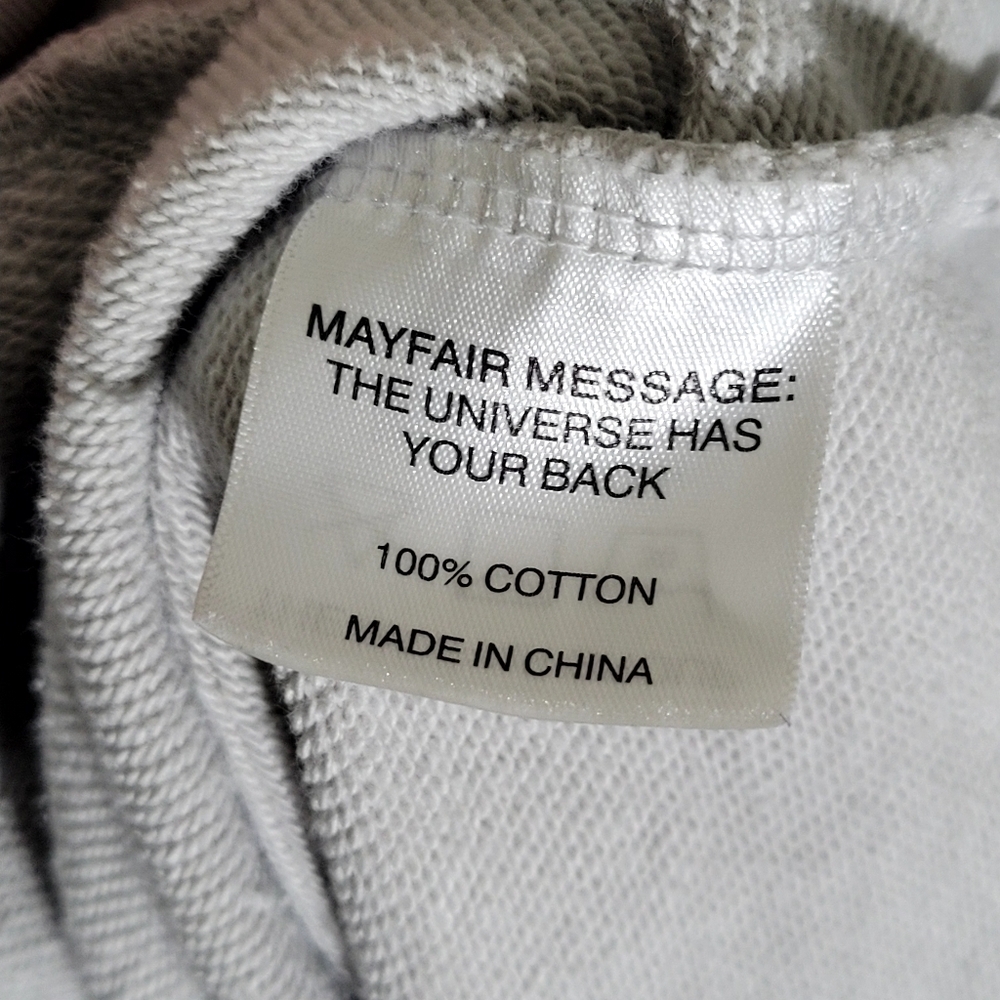 MAYFAIR MESSAGE:
THE UNIVERSE HAS
YOUR BACK
100% COTTON
MADE IN CHINA